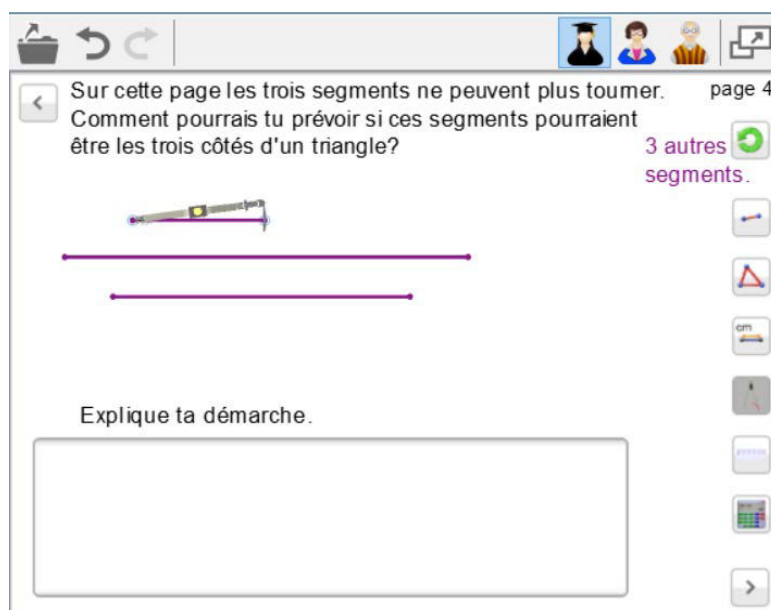 Sur cette page les trois segments ne peuvent plus tourner.
page 4
Comment pourrais tu prévoir si ces segments pourraient
être les trois côtés d'un triangle?
3 autres
segments.
cm
Explique ta démarche.